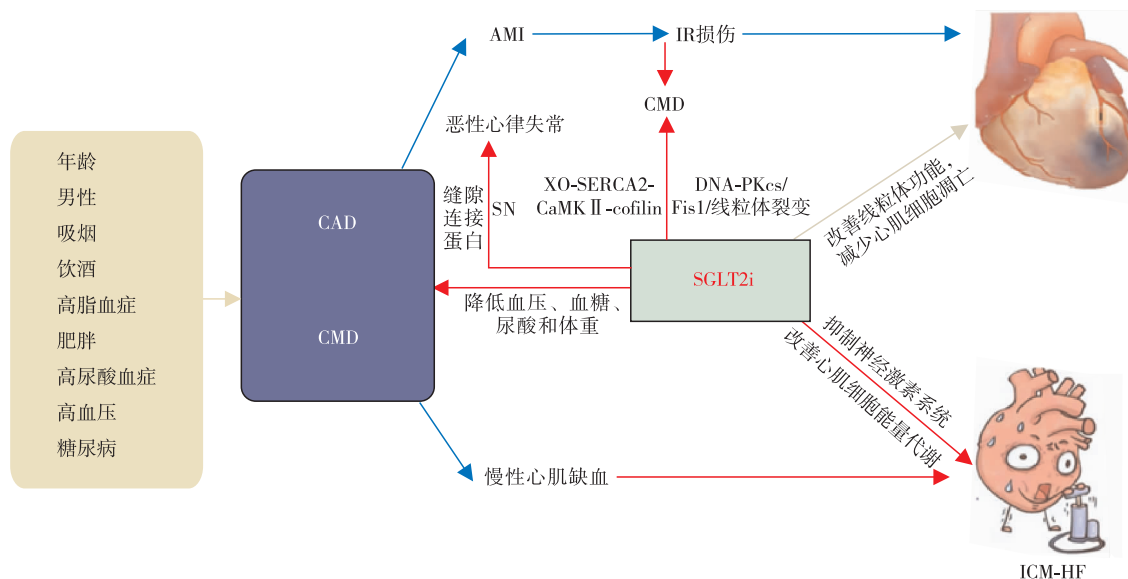 AMI
IR损伤
CMD
恶性心律失常
年龄
男性
吸烟
饮酒
高脂血症
肥胖
高尿酸血症
高血压
糖尿病
CAD
CMD
缝隙
连接
蛋白
SN
XO-SERCA2-
CaMKⅡ-cofilin
DNA-PKcs/
Fis1/线粒体裂变
改善线粒体功能,
减少心肌细胞凋亡
SGLT2i
降低血压、血糖、
尿酸和体重
抑制神经激素系统
改善心肌细胞能量代谢
慢性心肌缺血
ICM-HF